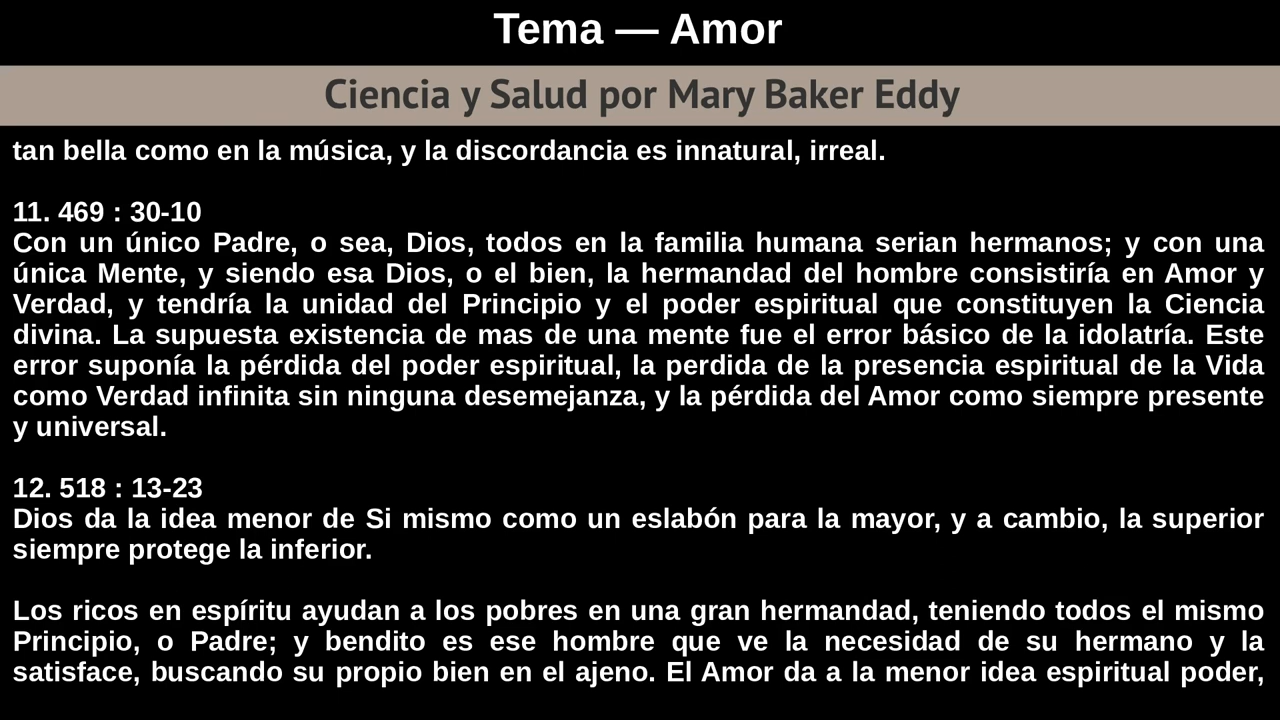 Tema — Amor
Ciencia y Salud por Mary Baker Eddy
tan bella como en la música, y la discordancia es innatural, irreal.
11. 469 : 30-10
Con un único Padre, o sea, Dios, todos en la familia humana serian hermanos; y con una
única Mente, y siendo esa Dios, o el bien, la hermandad del hombre consistiría en Amor y
Verdad, y tendría la unidad del Principio y el poder espiritual que constituyen la Ciencia
divina. La supuesta existencia de mas de una mente fue el error básico de la idolatría. Este
error suponía la pérdida del poder espiritual, la perdida de la presencia espiritual de la Vida
como Verdad infinita sin ninguna desemejanza, y la pérdida del Amor como siempre presente
y universal.
12. 518 : 13-23
Dios da la idea menor de Si mismo como un eslabón para la mayor, y a cambio, la superior
siempre protege la inferior.
Los ricos en espíritu ayudan a los pobres en una gran hermandad, teniendo todos el mismo
Principio, o Padre; y bendito es ese hombre que ve la necesidad de su hermano y la
satisface, buscando su propio bien en el ajeno. El Amor da a la menor idea espiritual poder,